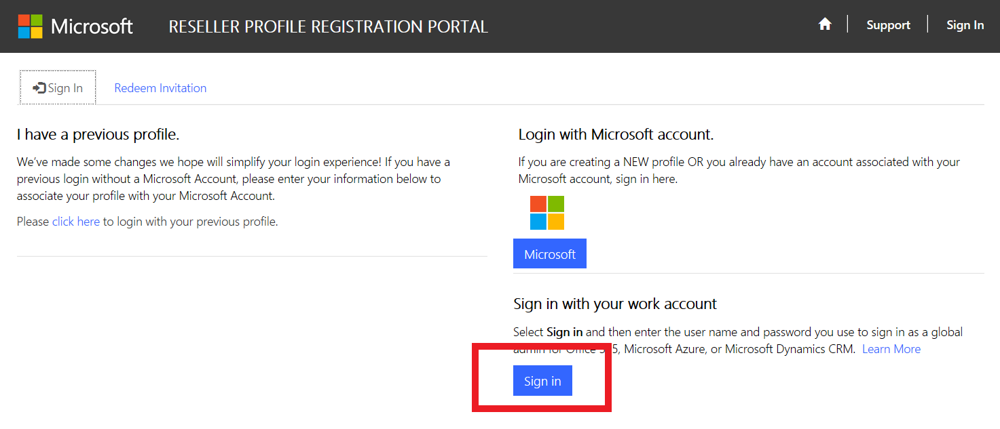 Microsoft RESELLER PROFILE REGISTRATION PORTAL Support Sign In
Sign In Redeem Invitation
I have a previous profile.
We've made some changes we hope will simplify your login experience! If you have a
previous login without a Microsoft Account, please enter your information below to
associate your profile with your Microsoft Account.
Please click here to login with your previous profile.
Login with Microsoft account.
If you are creating a NEW profile OR you already have an account associated with your
Microsoft account, sign in here.
Microsoft
Sign in with your work account
Select Sign in and then enter the user name and password you use to sign in as a global
admin for Office 365, Microsoft Azure, or Microsoft Dynamics CRM. Learn More
Sign in